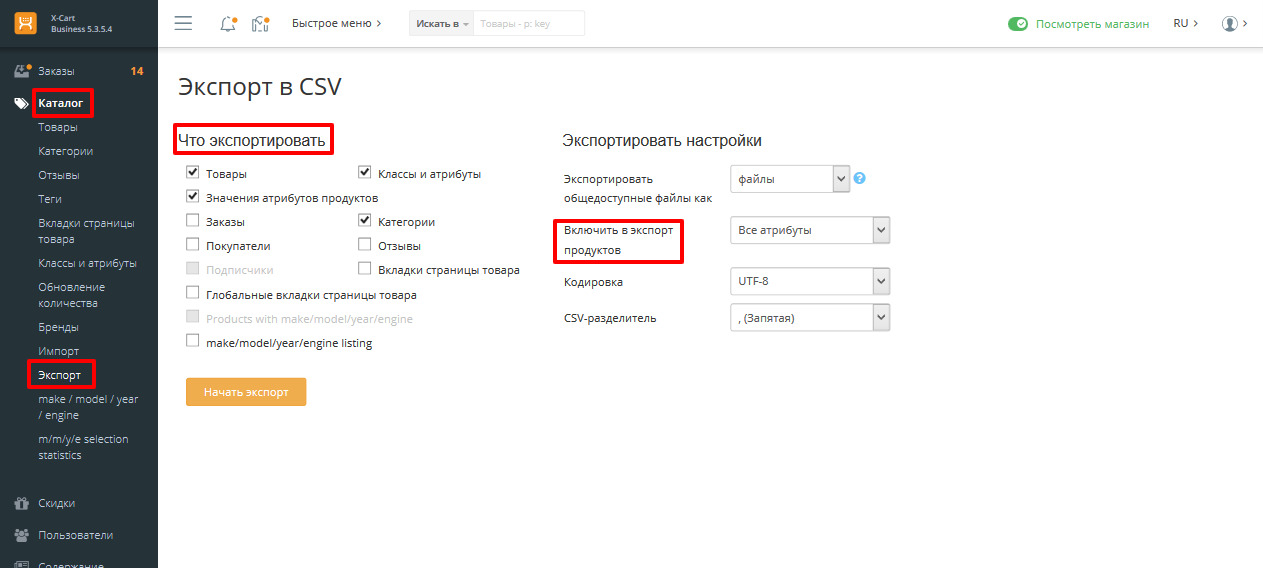 X-Cart
Business 5.3.5.4
Быстрое меню
Искать в
Товары - p: key
Посмотреть магазин
RU
Заказы
14
Каталог
Товары
Категории
Отзывы
Теги
Вкладки страницы
товара
Классы и атрибуты
Обновление
количества
Бренды
Импорт
Экспорт
make / model / year
/ engine
m/m/y/e selection
statistics
Скидки
Пользователи
Содержание
Экспорт в CSV
Что экспортировать
Товары
Классы и атрибуты
Значения атрибутов продуктов
Заказы
Категории
Покупатели
Отзывы
Подписчики
Вкладки страницы товара
Глобальные вкладки страницы товара
Products with make/model/year/engine
make/model/year/engine listing
Начать экспорт
Экспортировать настройки
Экспортировать
общедоступные файлы как
файлы
?
Включить в экспорт
продуктов
Все атрибуты
Кодировка
UTF-8
CSV-разделитель
, (Запятая)